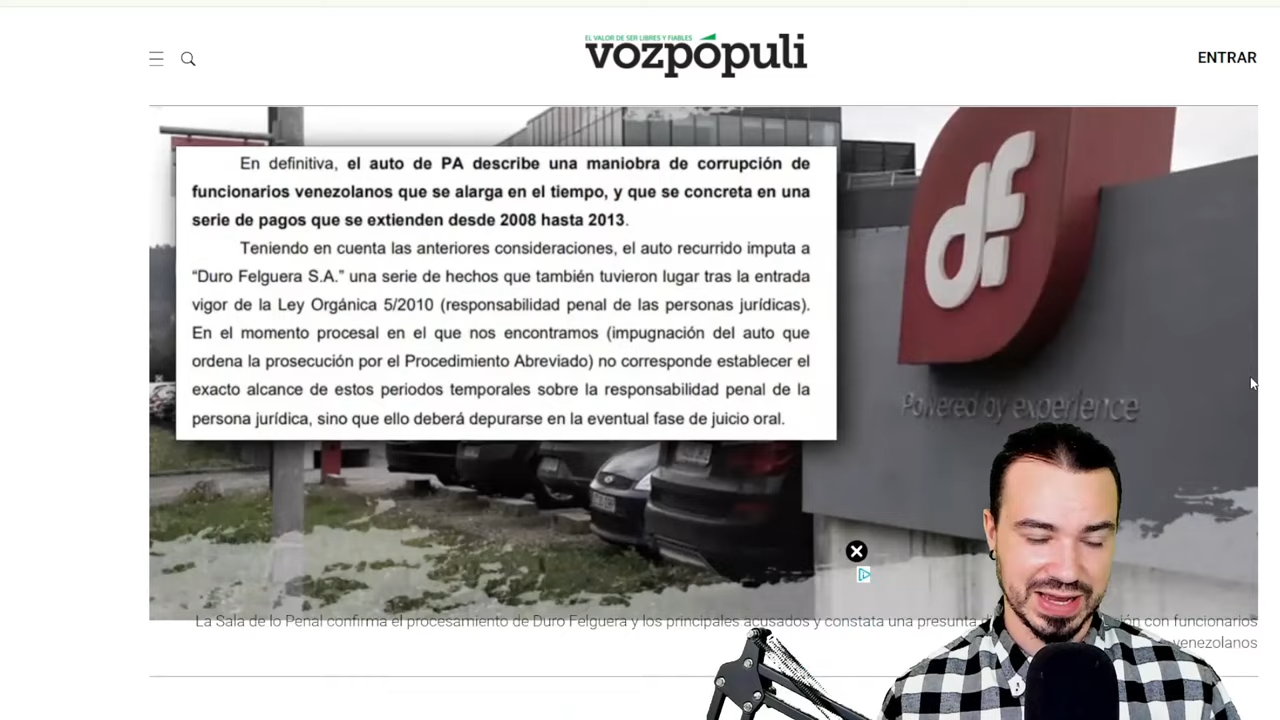 EL VALOR DE SER LIBRES Y FIABLES
vozpópuli
ENTRAR
En definitiva, el auto de PA describe una maniobra de corrupción de
funcionarios venezolanos que se alarga en el tiempo, y que se concreta en una
serie de pagos que se extienden desde 2008 hasta 2013.
Teniendo en cuenta las anteriores consideraciones, el auto recurrido imputa a
“Duro Felguera S.A.” una serie de hechos que también tuvieron lugar tras la entrada
vigor de la Ley Orgánica 5/2010 (responsabilidad penal de las personas jurídicas).
En el momento procesal en el que nos encontramos (impugnación del auto que
ordena la prosecución por el Procedimiento Abreviado) no corresponde establecer el
exacto alcance de estos periodos temporales sobre la responsabilidad penal de la
persona jurídica, sino que ello deberá depurarse en la eventual fase de juicio oral.
df
Powered by experience
La Sala de lo Penal confirma el procesamiento de Duro Felguera y los principales acusados y constata una presunta con funcionarios
venezolanos